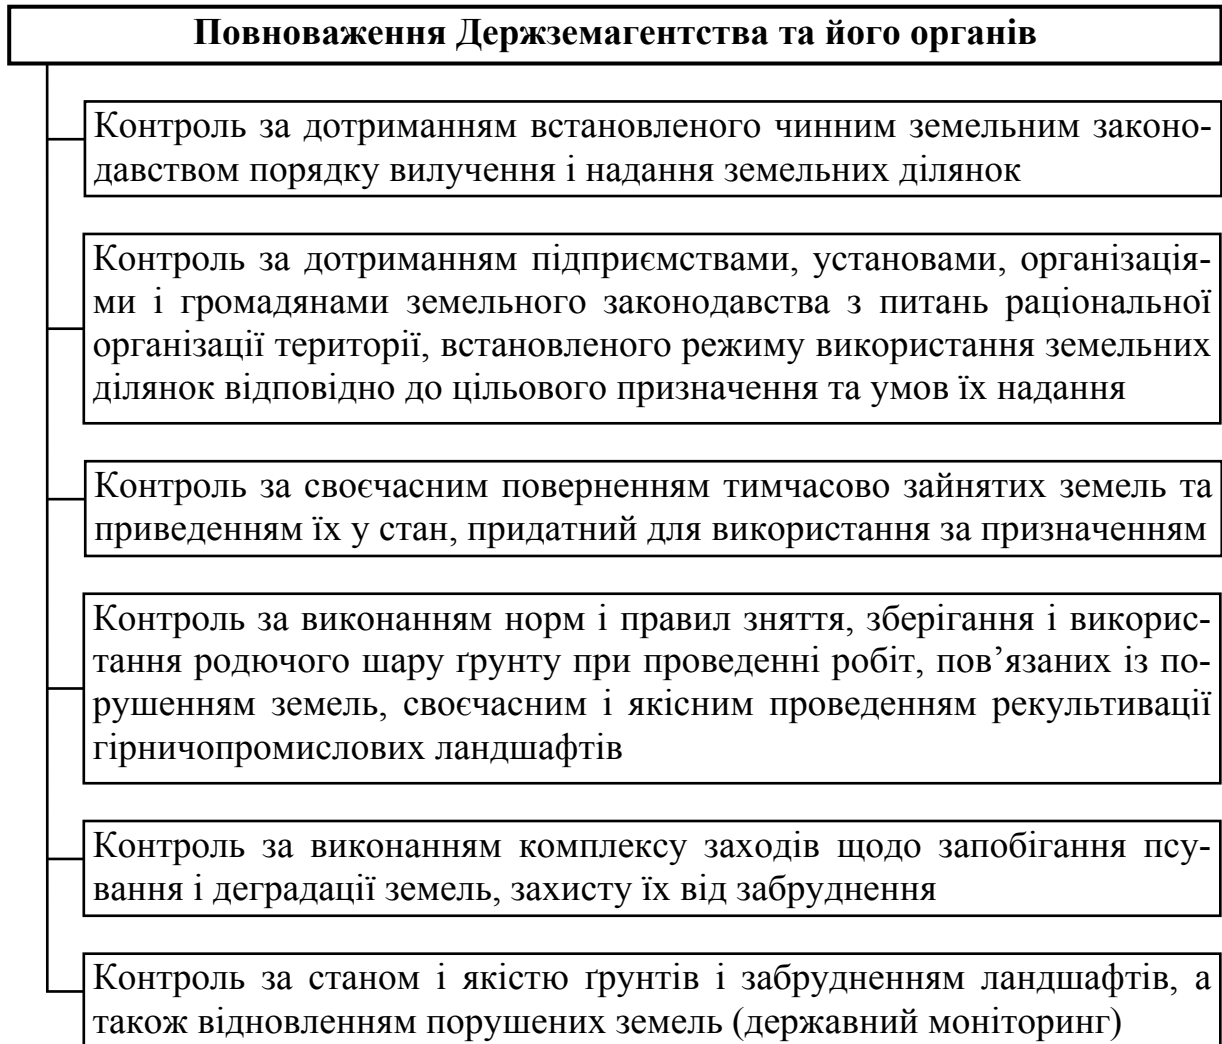 Повноваження Держземагентства та його органів
Контроль за дотриманням встановленого чинним земельним законо-
давством порядку вилучення і надання земельних ділянок
Контроль за дотриманням підприємствами, установами, організація-
ми і громадянами земельного законодавства з питань раціональної
організації території, встановленого режиму використання земельних
ділянок відповідно до цільового призначення та умов їх надання
Контроль за своєчасним поверненням тимчасово зайнятих земель та
приведенням їх у стан, придатний для використання за призначенням
Контроль за виконанням норм і правил зняття, зберігання і викорис-
тання родючого шару ґрунту при проведенні робіт, пов’язаних із по-
рушенням земель, своєчасним і якісним проведенням рекультивації
гірничопромислових ландшафтів
Контроль за виконанням комплексу заходів щодо запобігання псу-
вання і деградації земель, захисту їх від забруднення
Контроль за станом і якістю ґрунтів і забрудненням ландшафтів, а
також відновленням порушених земель (державний моніторинг)